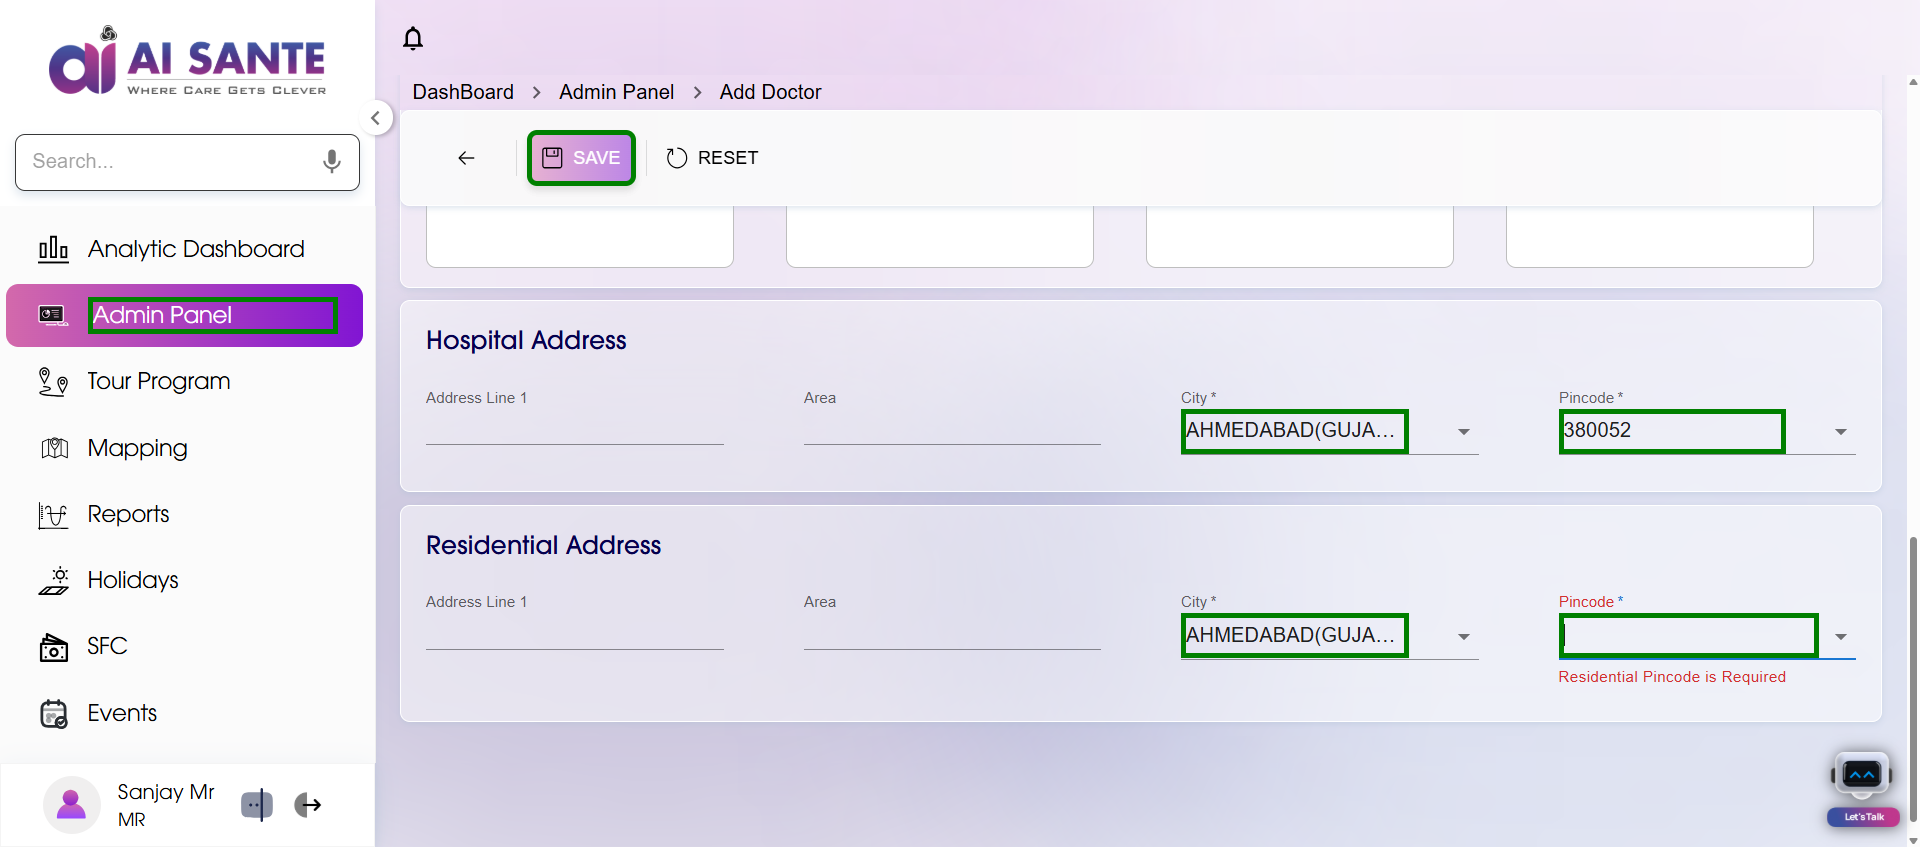 AI SANTE
WHERE CARE GETS CLEVER
Search...
Analytic Dashboard
Admin Panel
Tour Program
Mapping
Reports
Holidays
SFC
Events
Sanjay Mr
MR
DashBoard > Admin Panel > Add Doctor
SAVE
RESET
Hospital Address
Address Line 1
Area
City *
Pincode *
AHMEDABAD(GUJA...
380052
Residential Address
Address Line 1
Area
City *
Pincode *
AHMEDABAD(GUJA...
Residential Pincode is Required
Let's Talk